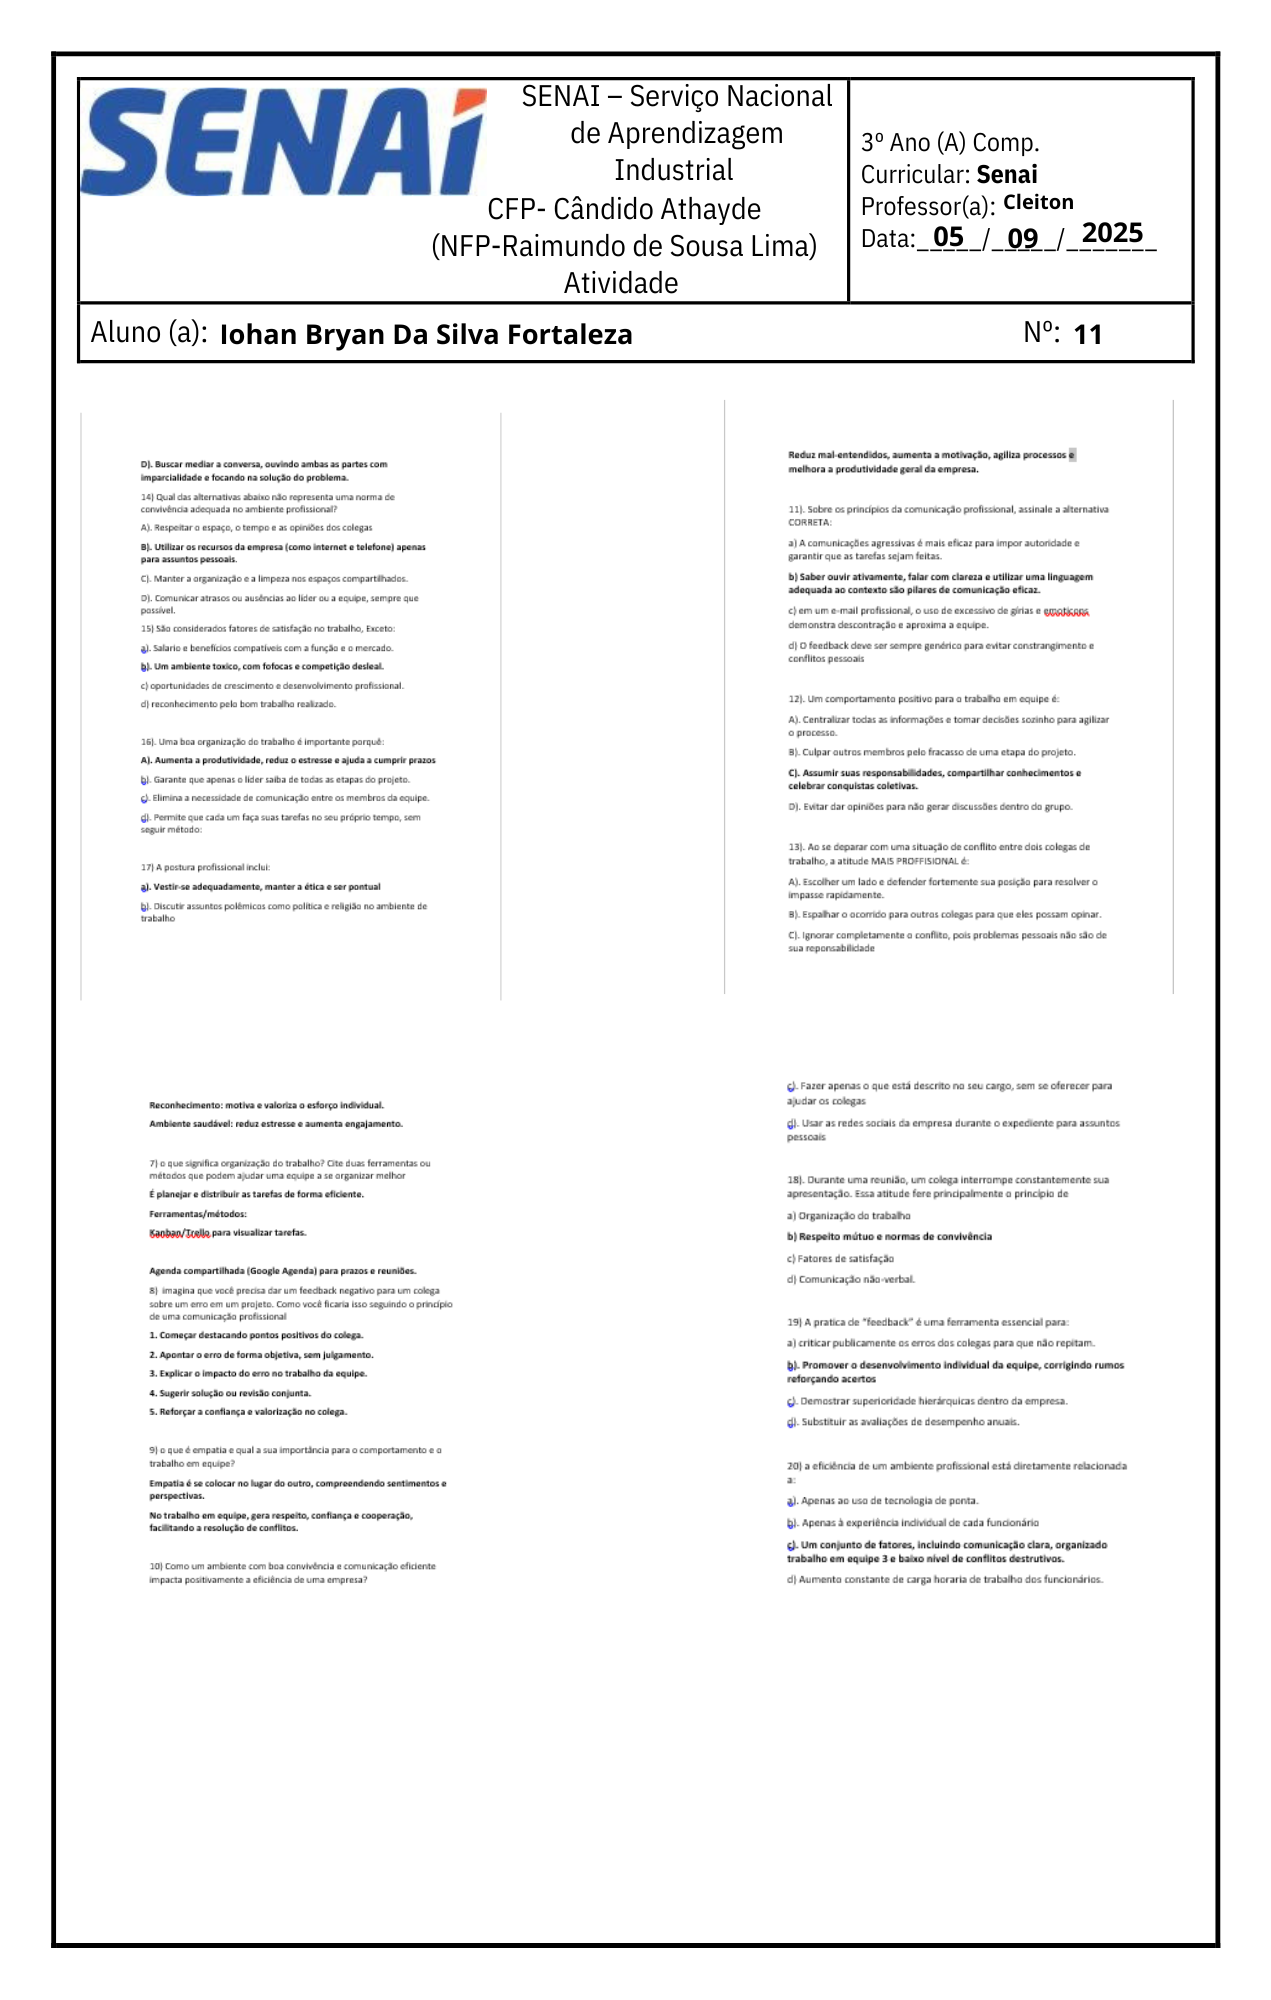 SENAI
SENAI – Serviço Nacional
de Aprendizagem
Industrial
CFP- Cândido Athayde
(NFP-Raimundo de Sousa Lima)
Atividade
3º Ano (A) Comp.
Curricular: Senai
Professor(a): Cleiton
Data:_05_/_09_/_2025_
Aluno (a): Iohan Bryan Da Silva Fortaleza Nº: 11
D). Buscar mediar a conversa, ouvindo ambas as partes com
imparcialidade e focando na solução do problema.
14) Qual das alternativas abaixo não representa uma norma de
convivência adequada no ambiente profissional?
A). Respeitar o espaço, o tempo e as opiniões dos colegas
B). Utilizar os recursos da empresa (como internet e telefone) apenas
para assuntos pessoais.
C). Manter a organização e a limpeza nos espaços compartilhados.
D). Comunicar atrasos ou ausências ao líder ou a equipe, sempre que
possível.
15) São considerados fatores de satisfação no trabalho, Exceto:
a). Salario e benefícios compatíveis com a função e o mercado.
b). Um ambiente toxico, com fofocas e competição desleal.
c) oportunidades de crescimento e desenvolvimento profissional.
d) reconhecimento pelo bom trabalho realizado.
16). Uma boa organização do trabalho é importante porquê:
A). Aumenta a produtividade, reduz o estresse e ajuda a cumprir prazos
b). Garante que apenas o líder saiba de todas as etapas do projeto.
c). Elimina a necessidade de comunicação entre os membros da equipe.
d). Permite que cada um faça suas tarefas no seu próprio tempo, sem
seguir método:
17) A postura profissional inclui:
a). Vestir-se adequadamente, manter a ética e ser pontual
b). Discutir assuntos polêmicos como política e religião no ambiente de
trabalho
Reduz mal-entendidos, aumenta a motivação, agiliza processos e
melhora a produtividade geral da empresa.
11). Sobre os princípios da comunicação profissional, assinale a alternativa
CORRETA:
a) A comunicações agressivas é mais eficaz para impor autoridade e
garantir que as tarefas sejam feitas.
b) Saber ouvir ativamente, falar com clareza e utilizar uma linguagem
adequada ao contexto são pilares de comunicação eficaz.
c) em um e-mail profissional, o uso de excessivo de gírias e emoticons
demonstra descontração e aproxima a equipe.
d) O feedback deve ser sempre genérico para evitar constrangimento e
conflitos pessoais
12). Um comportamento positivo para o trabalho em equipe é:
A). Centralizar todas as informações e tomar decisões sozinho para agilizar
o processo.
B). Culpar outros membros pelo fracasso de uma etapa do projeto.
C). Assumir suas responsabilidades, compartilhar conhecimentos e
celebrar conquistas coletivas.
D). Evitar dar opiniões para não gerar discussões dentro do grupo.
13). Ao se deparar com uma situação de conflito entre dois colegas de
trabalho, a atitude MAIS PROFFISIONAL é:
A). Escolher um lado e defender fortemente sua posição para resolver o
impasse rapidamente.
B). Espalhar o ocorrido para outros colegas para que eles possam opinar.
C). Ignorar completamente o conflito, pois problemas pessoais não são de
sua reponsabilidade
Reconhecimento: motiva e valoriza o esforço individual.
Ambiente saudável: reduz estresse e aumenta engajamento.
7) o que significa organização do trabalho? Cite duas ferramentas ou
métodos que podem ajudar uma equipe a se organizar melhor
É planejar e distribuir as tarefas de forma eficiente.
Ferramentas/métodos:
Kanban/Trello para visualizar tarefas.
Agenda compartilhada (Google Agenda) para prazos e reuniões.
8) imagina que você precisa dar um feedback negativo para um colega
sobre um erro em um projeto. Como você ficaria isso seguindo o princípio
de uma comunicação profissional
1. Começar destacando pontos positivos do colega.
2. Apontar o erro de forma objetiva, sem julgamento.
3. Explicar o impacto do erro no trabalho da equipe.
4. Sugerir solução ou revisão conjunta.
5. Reforçar a confiança e valorização no colega.
9) o que é empatia e qual a sua importância para o comportamento e o
trabalho em equipe?
Empatia é se colocar no lugar do outro, compreendendo sentimentos e
perspectivas.
No trabalho em equipe, gera respeito, confiança e cooperação,
facilitando a resolução de conflitos.
10) Como um ambiente com boa convivência e comunicação eficiente
impacta positivamente a eficiência de uma empresa?
c). Fazer apenas o que está descrito no seu cargo, sem se oferecer para
ajudar os colegas
d). Usar as redes sociais da empresa durante o expediente para assuntos
pessoais
18). Durante uma reunião, um colega interrompe constantemente sua
apresentação. Essa atitude fere principalmente o princípio de
a) Organização do trabalho
b) Respeito mútuo e normas de convivência
c) Fatores de satisfação
d) Comunicação não-verbal.
19) A pratica de "feedback" é uma ferramenta essencial para:
a) criticar publicamente os erros dos colegas para que não repitam.
b). Promover o desenvolvimento individual da equipe, corrigindo rumos
reforçando acertos
c). Demostrar superioridade hierárquicas dentro da empresa.
d). Substituir as avaliações de desempenho anuais.
20) a eficiência de um ambiente profissional está diretamente relacionada
a:
a). Apenas ao uso de tecnologia de ponta.
b). Apenas à experiência individual de cada funcionário
c). Um conjunto de fatores, incluindo comunicação clara, organizado
trabalho em equipe 3 e baixo nível de conflitos destrutivos.
d) Aumento constante de carga horaria de trabalho dos funcionários.